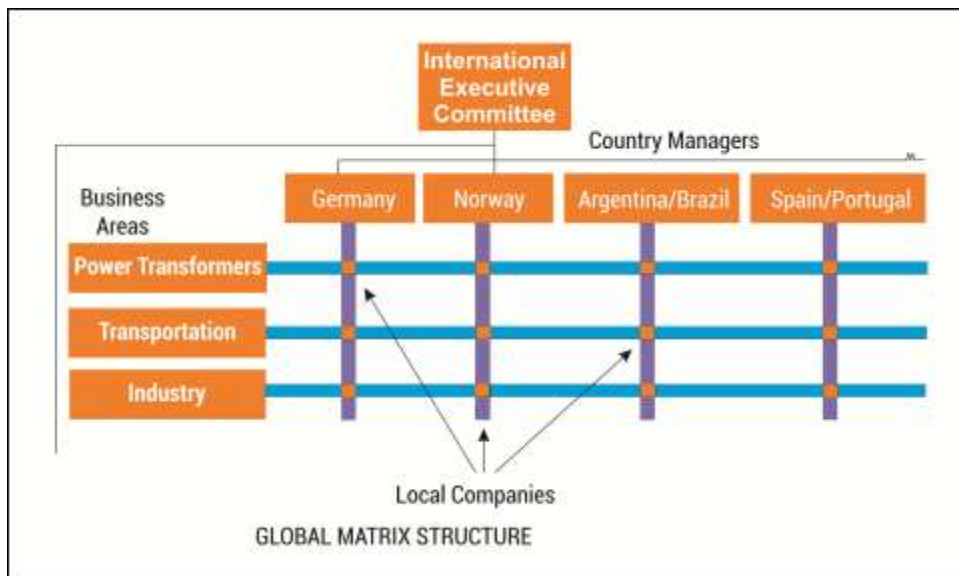 International
Executive
Committee
Country Managers
Business
Areas
Germany
Norway
Argentina/Brazil
Spain/Portugal
Power Transformers
Transportation
Industry
Local Companies
GLOBAL MATRIX STRUCTURE